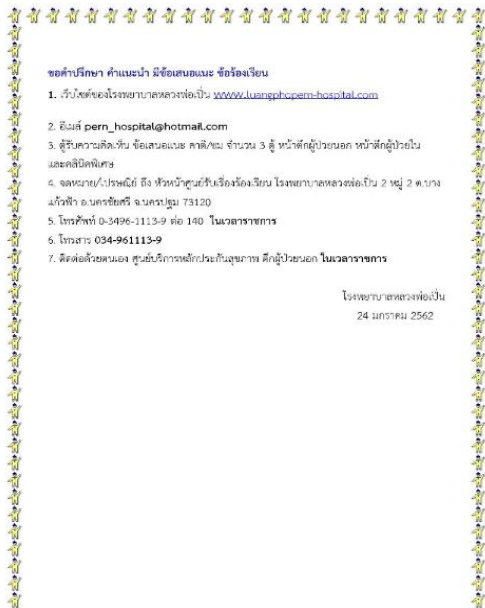 ขอคำปรึกษา คำแนะนำ มีข้อเสนอแนะ ข้อร้องเรียน
1. เว็บไซต์ของโรงพยาบาลหลวงพ่อเปิ่น www.luangphopern-hospital.com
2. อีเมล์ pern_hospital@hotmail.com
3. ตู้รับความคิดเห็น ข้อเสนอแนะ คำติ/ชม จำนวน 3 ตู้ หน้าตึกผู้ป่วยนอก หน้าตึกผู้ป่วยใน
และคลินิคพิเศษ
4. จดหมาย/ไปรษณีย์ ถึง หัวหน้าศูนย์รับเรื่องร้องเรียน โรงพยาบาลหลวงพ่อเปิ่น 2 หมู่ 2 ต.บาง
แก้วฟ้า อ.นครชัยศรี จ.นครปฐม 73120
5. โทรศัพท์ 0-3496-1113-9 ต่อ 140 ในเวลาราชการ
6. โทรสาร 034-961113-9
7. ติดต่อด้วยตนเอง ศูนย์บริการหลักประกันสุขภาพ ตึกผู้ป่วยนอก ในเวลาราชการ
โรงพยาบาลหลวงพ่อเปิ่น
24 มกราคม 2562